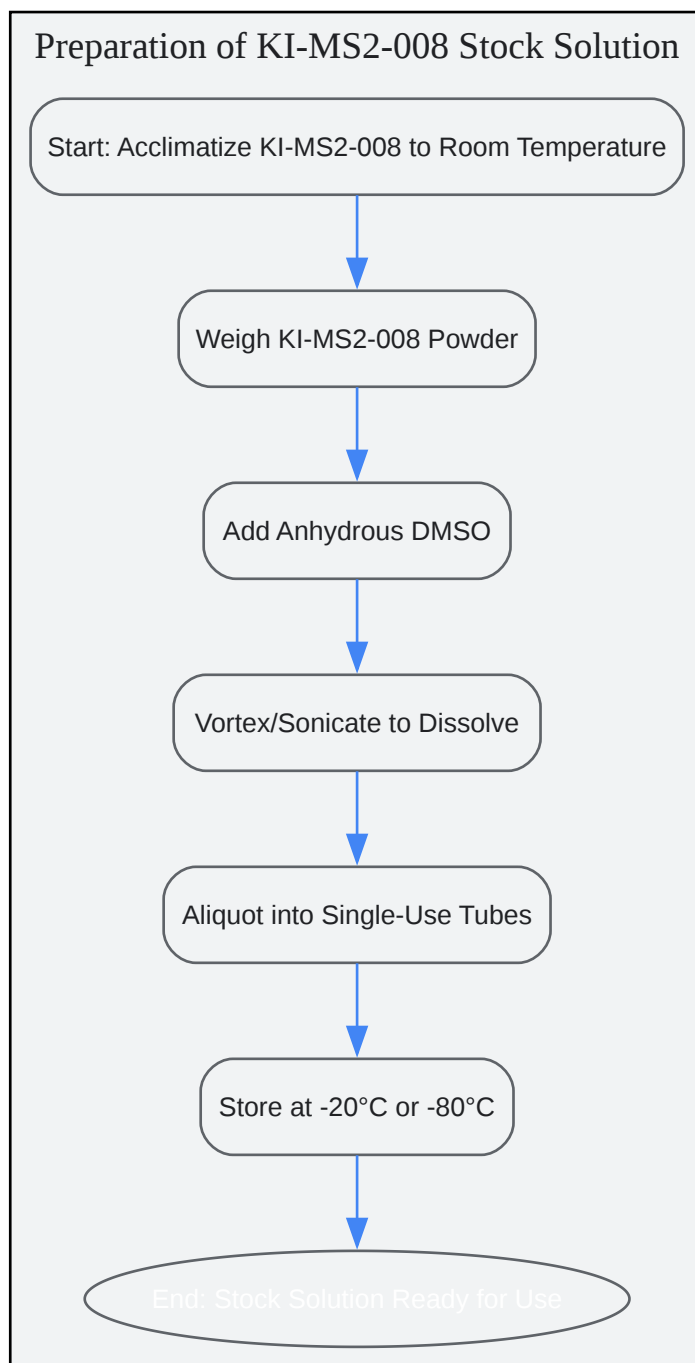 Preparation of KI-MS2-008 Stock Solution
Start: Acclimatize KI-MS2-008 to Room Temperature
Weigh KI-MS2-008 Powder
Add Anhydrous DMSO
Vortex/Sonicate to Dissolve
Aliquot into Single-Use Tubes
Store at -20°C or -80°C
End: Stock Solution Ready for Use